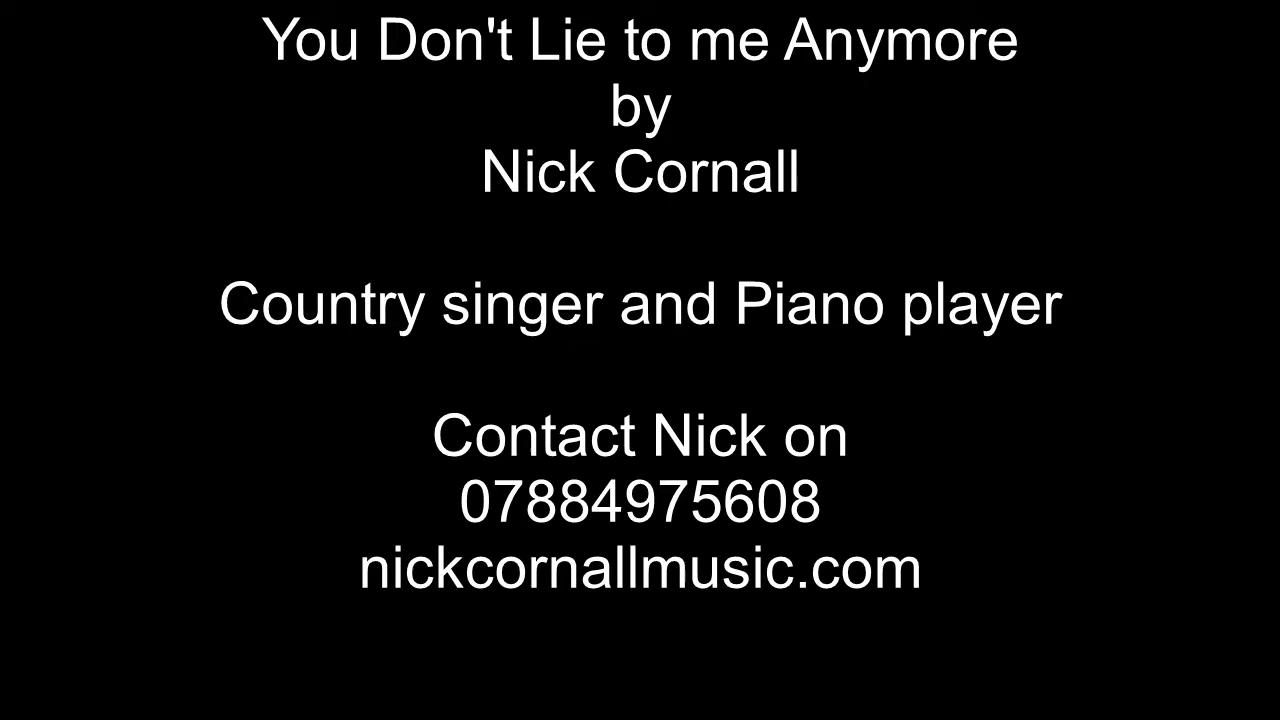 You Don't Lie to me Anymore
by
Nick Cornall
Country singer and Piano player
Contact Nick on
07884975608
nickcornallmusic.com